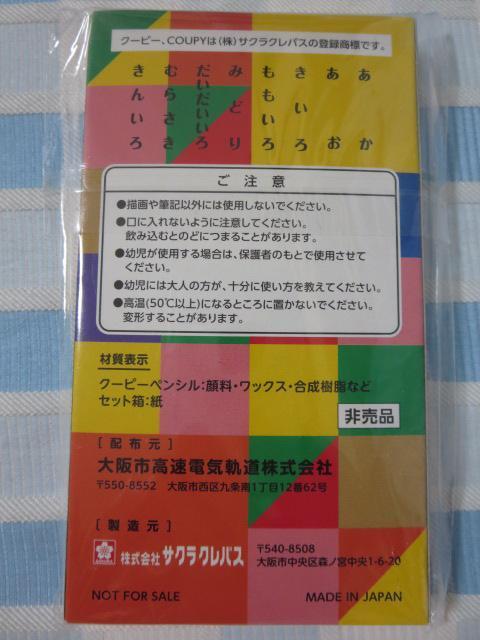 クーピー、COUPYは(株)サクラクレパスの登録商標です。
あか
あお
きいろ
ももいろ
みどり
だいだいいろ
むらさき
きんいろ
ご注意
●描画や筆記以外には使用しないでください。
●口に入れないように注意してください。
飲み込むとのどにつまることがあります。
●幼児が使用する場合は、保護者のもとで使用させて
ください。
●幼児には大人の方が、十分に使い方を教えてください。
●高温(50℃以上)になるところに置かないでください。
変形することがあります。
材質表示
クーピーペンシル:顔料・ワックス・合成樹脂など
セット箱:紙
非売品
[配布元]
大阪市高速電気軌道株式会社
〒550-8552 大阪市西区九条南1丁目12番62号
[製造元]
SAKURA
株式会社サクラクレパス
〒540-8508
大阪市中央区森ノ宮中央1-6-20
NOT FOR SALE
MADE IN JAPAN